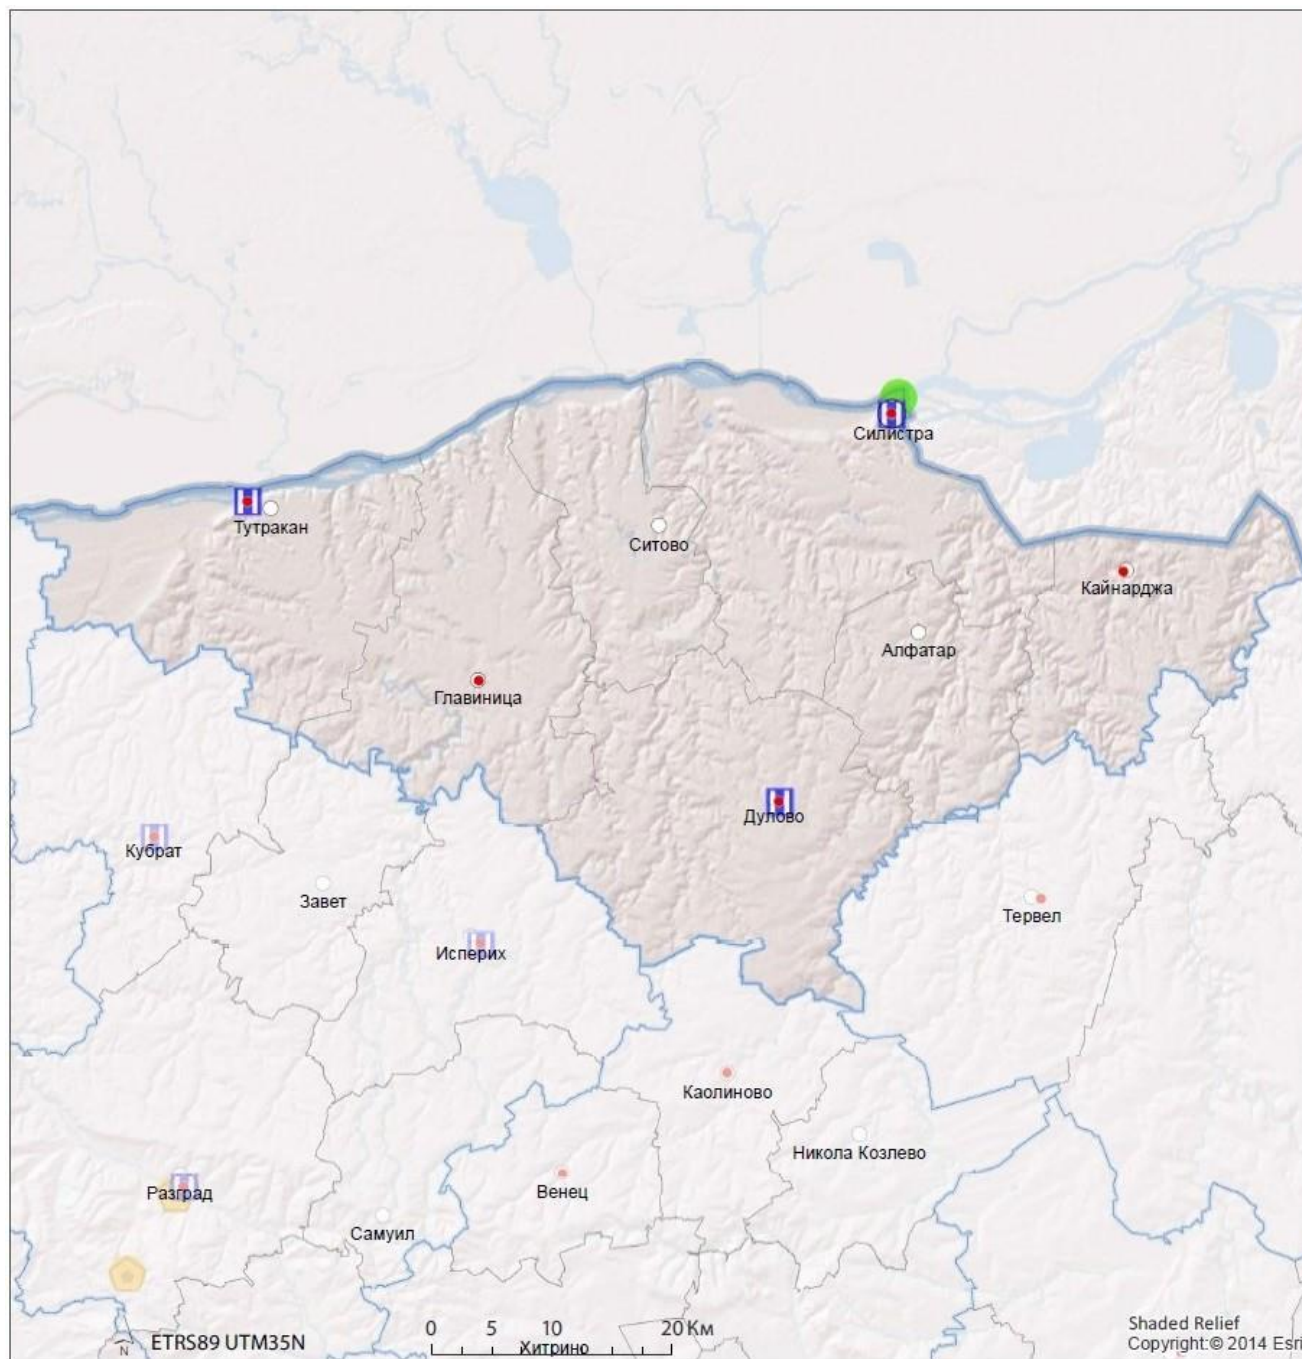 Силистра
Тутракан
Ситово
Кайнарджа
Алфатар
Главиница
Дулово
Кубрат
Завет
Тервел
Исперих
Каолиново
Никола Козлево
Разград
Венец
Самуил
ETRS89 UTM35N
0 5 10 20 Км
Хитрино
N
Shaded Relief
Copyright:© 2014 Esri